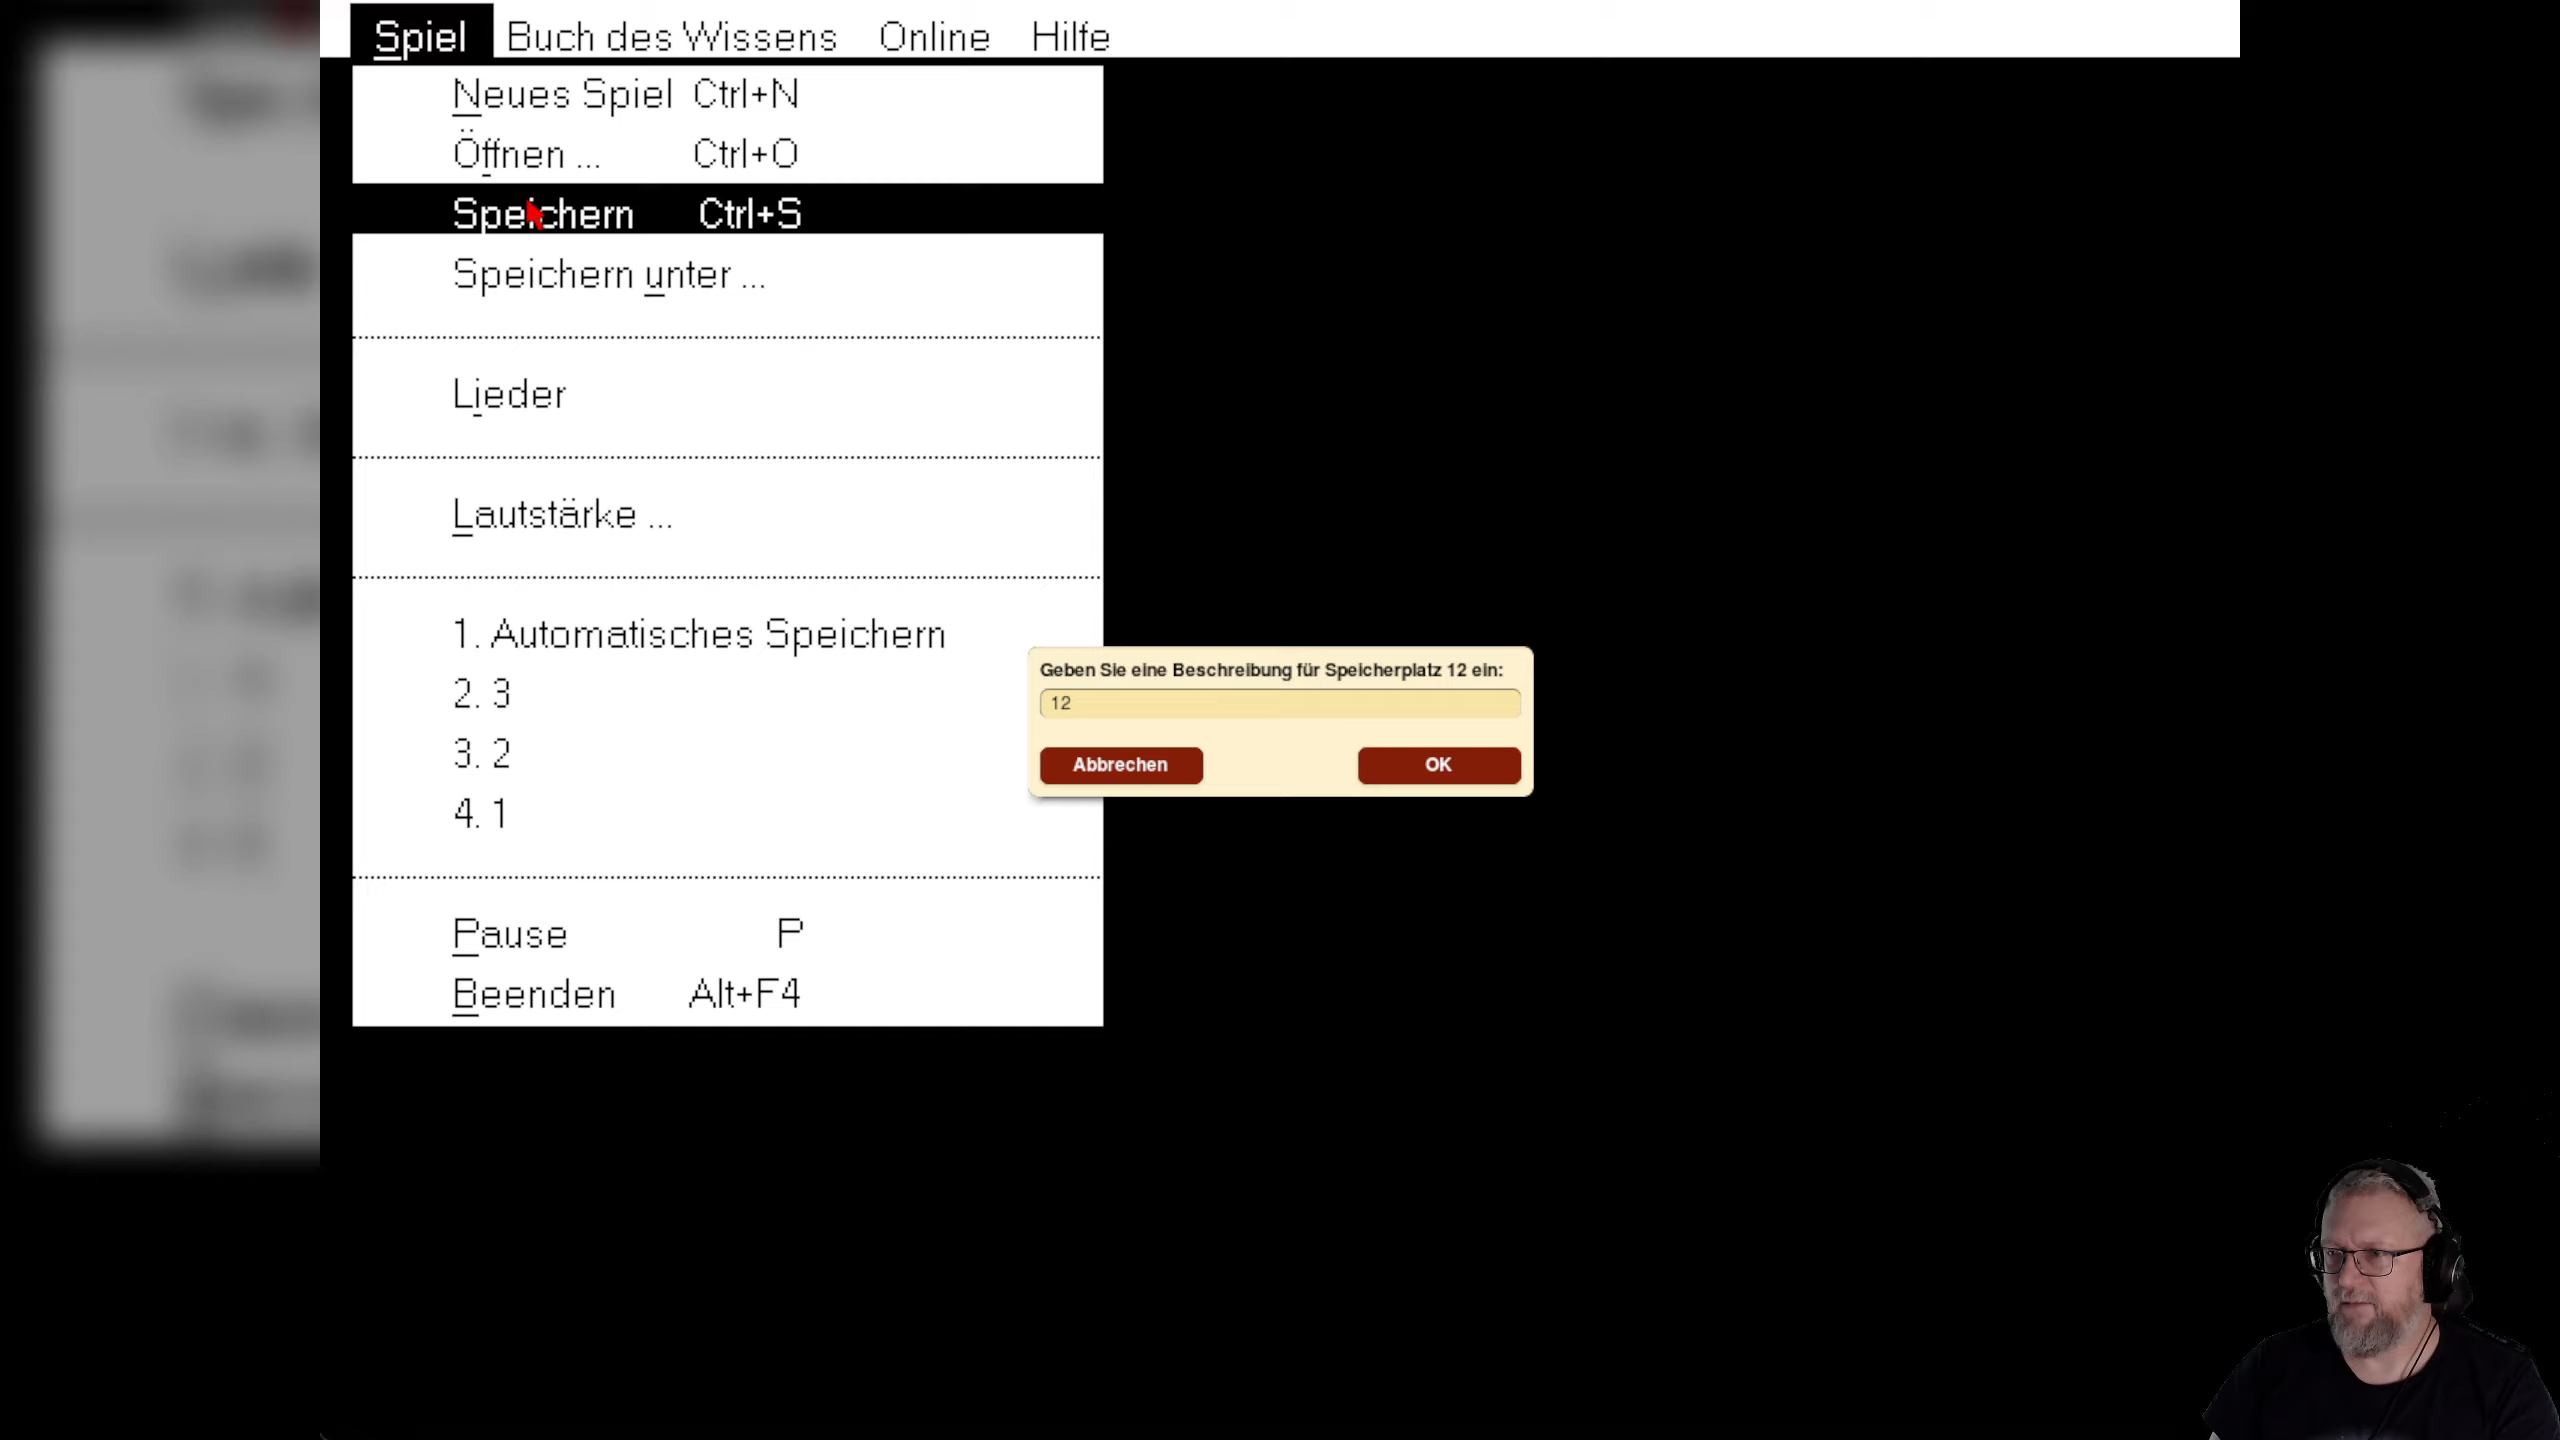 Spiel Buch des Wissens Online Hilfe
Neues Spiel Ctrl+N
Öffnen ... Ctrl+O
Speichern Ctrl+S
Speichern unter ...
Lieder
Lautstärke ...
1. Automatisches Speichern
2. 3
3. 2
4. 1
Pause P
Beenden Alt+F4
Geben Sie eine Beschreibung für Speicherplatz 12 ein:
12
Abbrechen OK